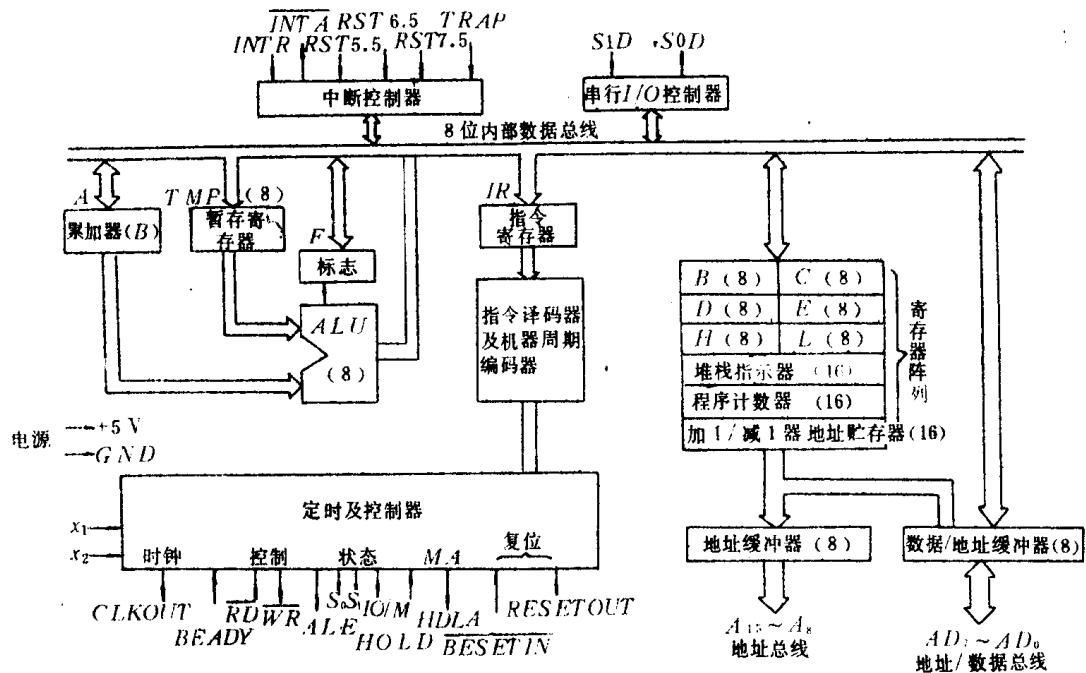 INTA RST 6.5 TRAP
INTR RST5.5 RST7.5
S1D S0D
中断控制器
串行I/O控制器
8位内部数据总线
A
TMP (8)
F
IR
累加器(B)
暂存寄
存器
标志
指令
寄存器
ALU
(8)
指令译码器
及机器周期
编码器
B (8) C (8)
D (8) E (8)
H (8) L (8)
堆栈指示器 (16)
程序计数器 (16)
加1/减1器地址贮存器(16)
寄存器阵列
电源
+5V
GND
定时及控制器
x₁
x₂
时钟 控制 状态 MA 复位
地址缓冲器 (8)
数据/地址缓冲器(8)
CLKOUT
BEADY
RD WR
ALE
S₀S₁IO/M
HOLD
HDLA
BESETIN
RESETOUT
A₁₅~A₈
地址总线
AD₇~AD₀
地址/数据总线